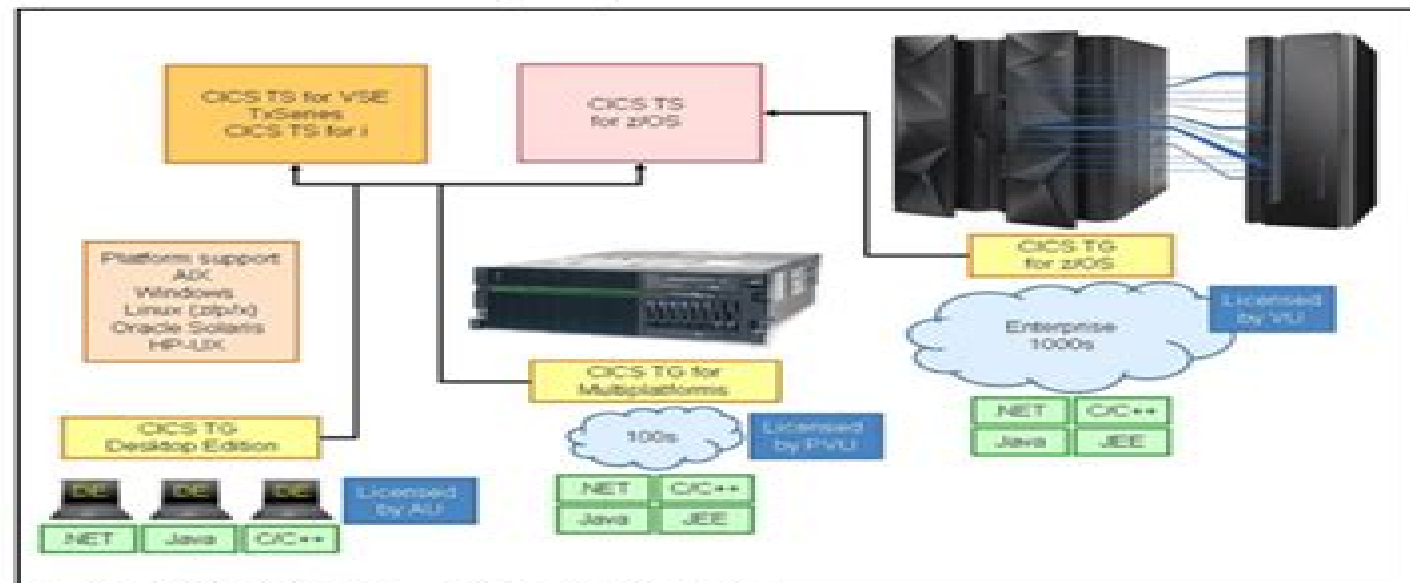 CICS TS for VSE
TxSeries
CICS TS for i
CICS TS
for z/OS
Platform support
AIX
Windows
Linux (z/p/x)
Oracle Solaris
HP-UX
CICS TG
for z/OS
Enterprise
1000s
Licensed
by VU
.NET
C/C++
Java
JEE
CICS TG for
Multiplatforms
100s
Licensed
by PVU
.NET
C/C++
Java
JEE
CICS TG
Desktop Edition
DE
DE
DE
Licensed
by AU
.NET
Java
C/C++